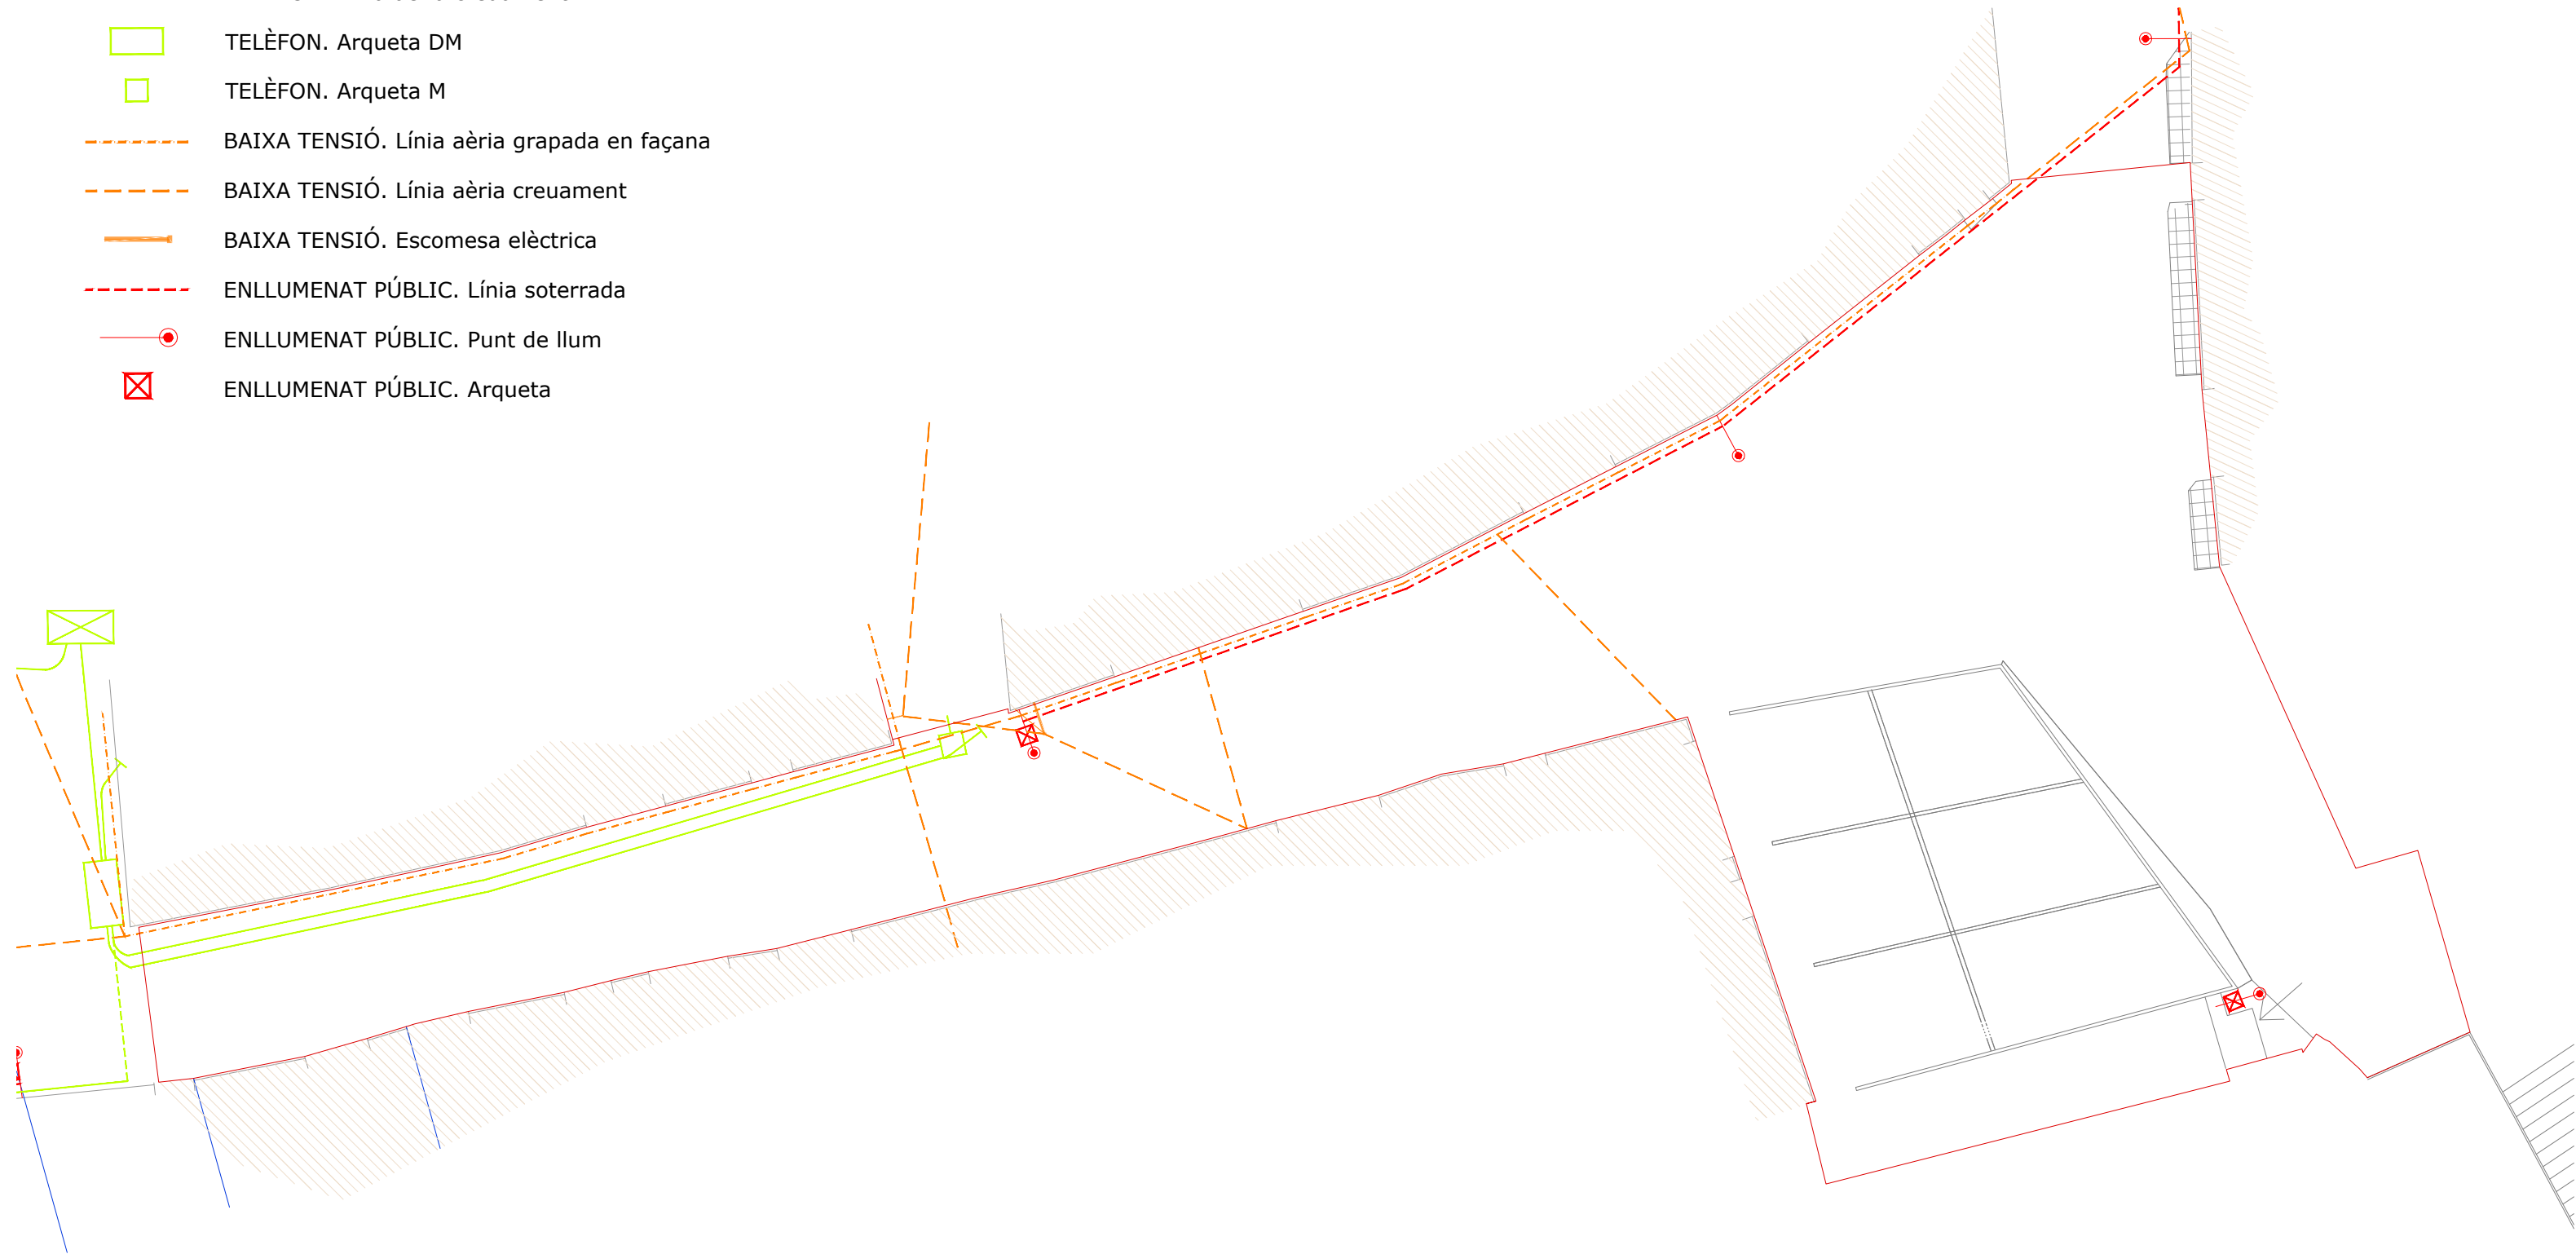 TELÈFON. Arqueta DM
TELÈFON. Arqueta M
BAIXA TENSIÓ. Línia aèria grapada en façana
BAIXA TENSIÓ. Línia aèria creuament
BAIXA TENSIÓ. Escomesa elèctrica
ENLLUMENAT PÚBLIC. Línia soterrada
ENLLUMENAT PÚBLIC. Punt de llum
ENLLUMENAT PÚBLIC. Arqueta